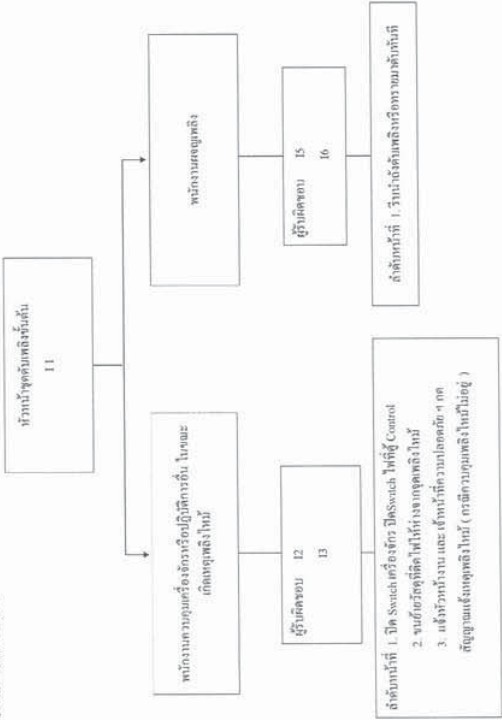 หัวหน้าชุดดับเพลิงขั้นต้น
I 1
พนักงานควบคุมเครื่องจักรหรือปฏิบัติการอื่น ในขณะ
เกิดเหตุเพลิงไหม้
พนักงานผจญเพลิง
ผู้รับผิดชอบ I2
I3
ผู้รับผิดชอบ I5
I6
ลำดับหน้าที่ 1. ปิด Switch เครื่องจักร ปิดSwitch ไฟที่ตู้ Control
2. ขนย้ายวัสดุที่ติดไฟให้ห่างจากจุดเพลิงไหม้
3. แจ้งหัวหน้างาน และ เจ้าหน้าที่ความปลอดภัย ฯ กด
สัญญาณแจ้งเหตุเพลิงไหม้ ( กรณีควบคุมเพลิงไหม้ไม่อยู่ )
ลำดับหน้าที่ 1. รีบนำถังดับเพลิงหรือทรายมาดับทันที